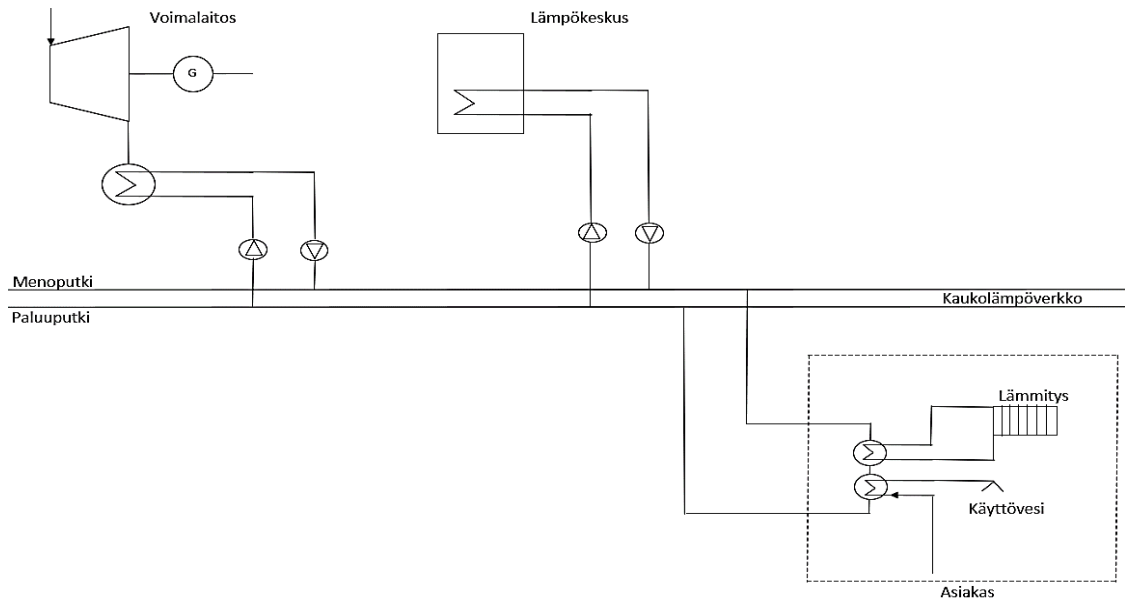 Voimalaitos
Lämpökeskus
G
Menoputki
Kaukolämpöverkko
Paluuputki
Lämmitys
Käyttövesi
Asiakas